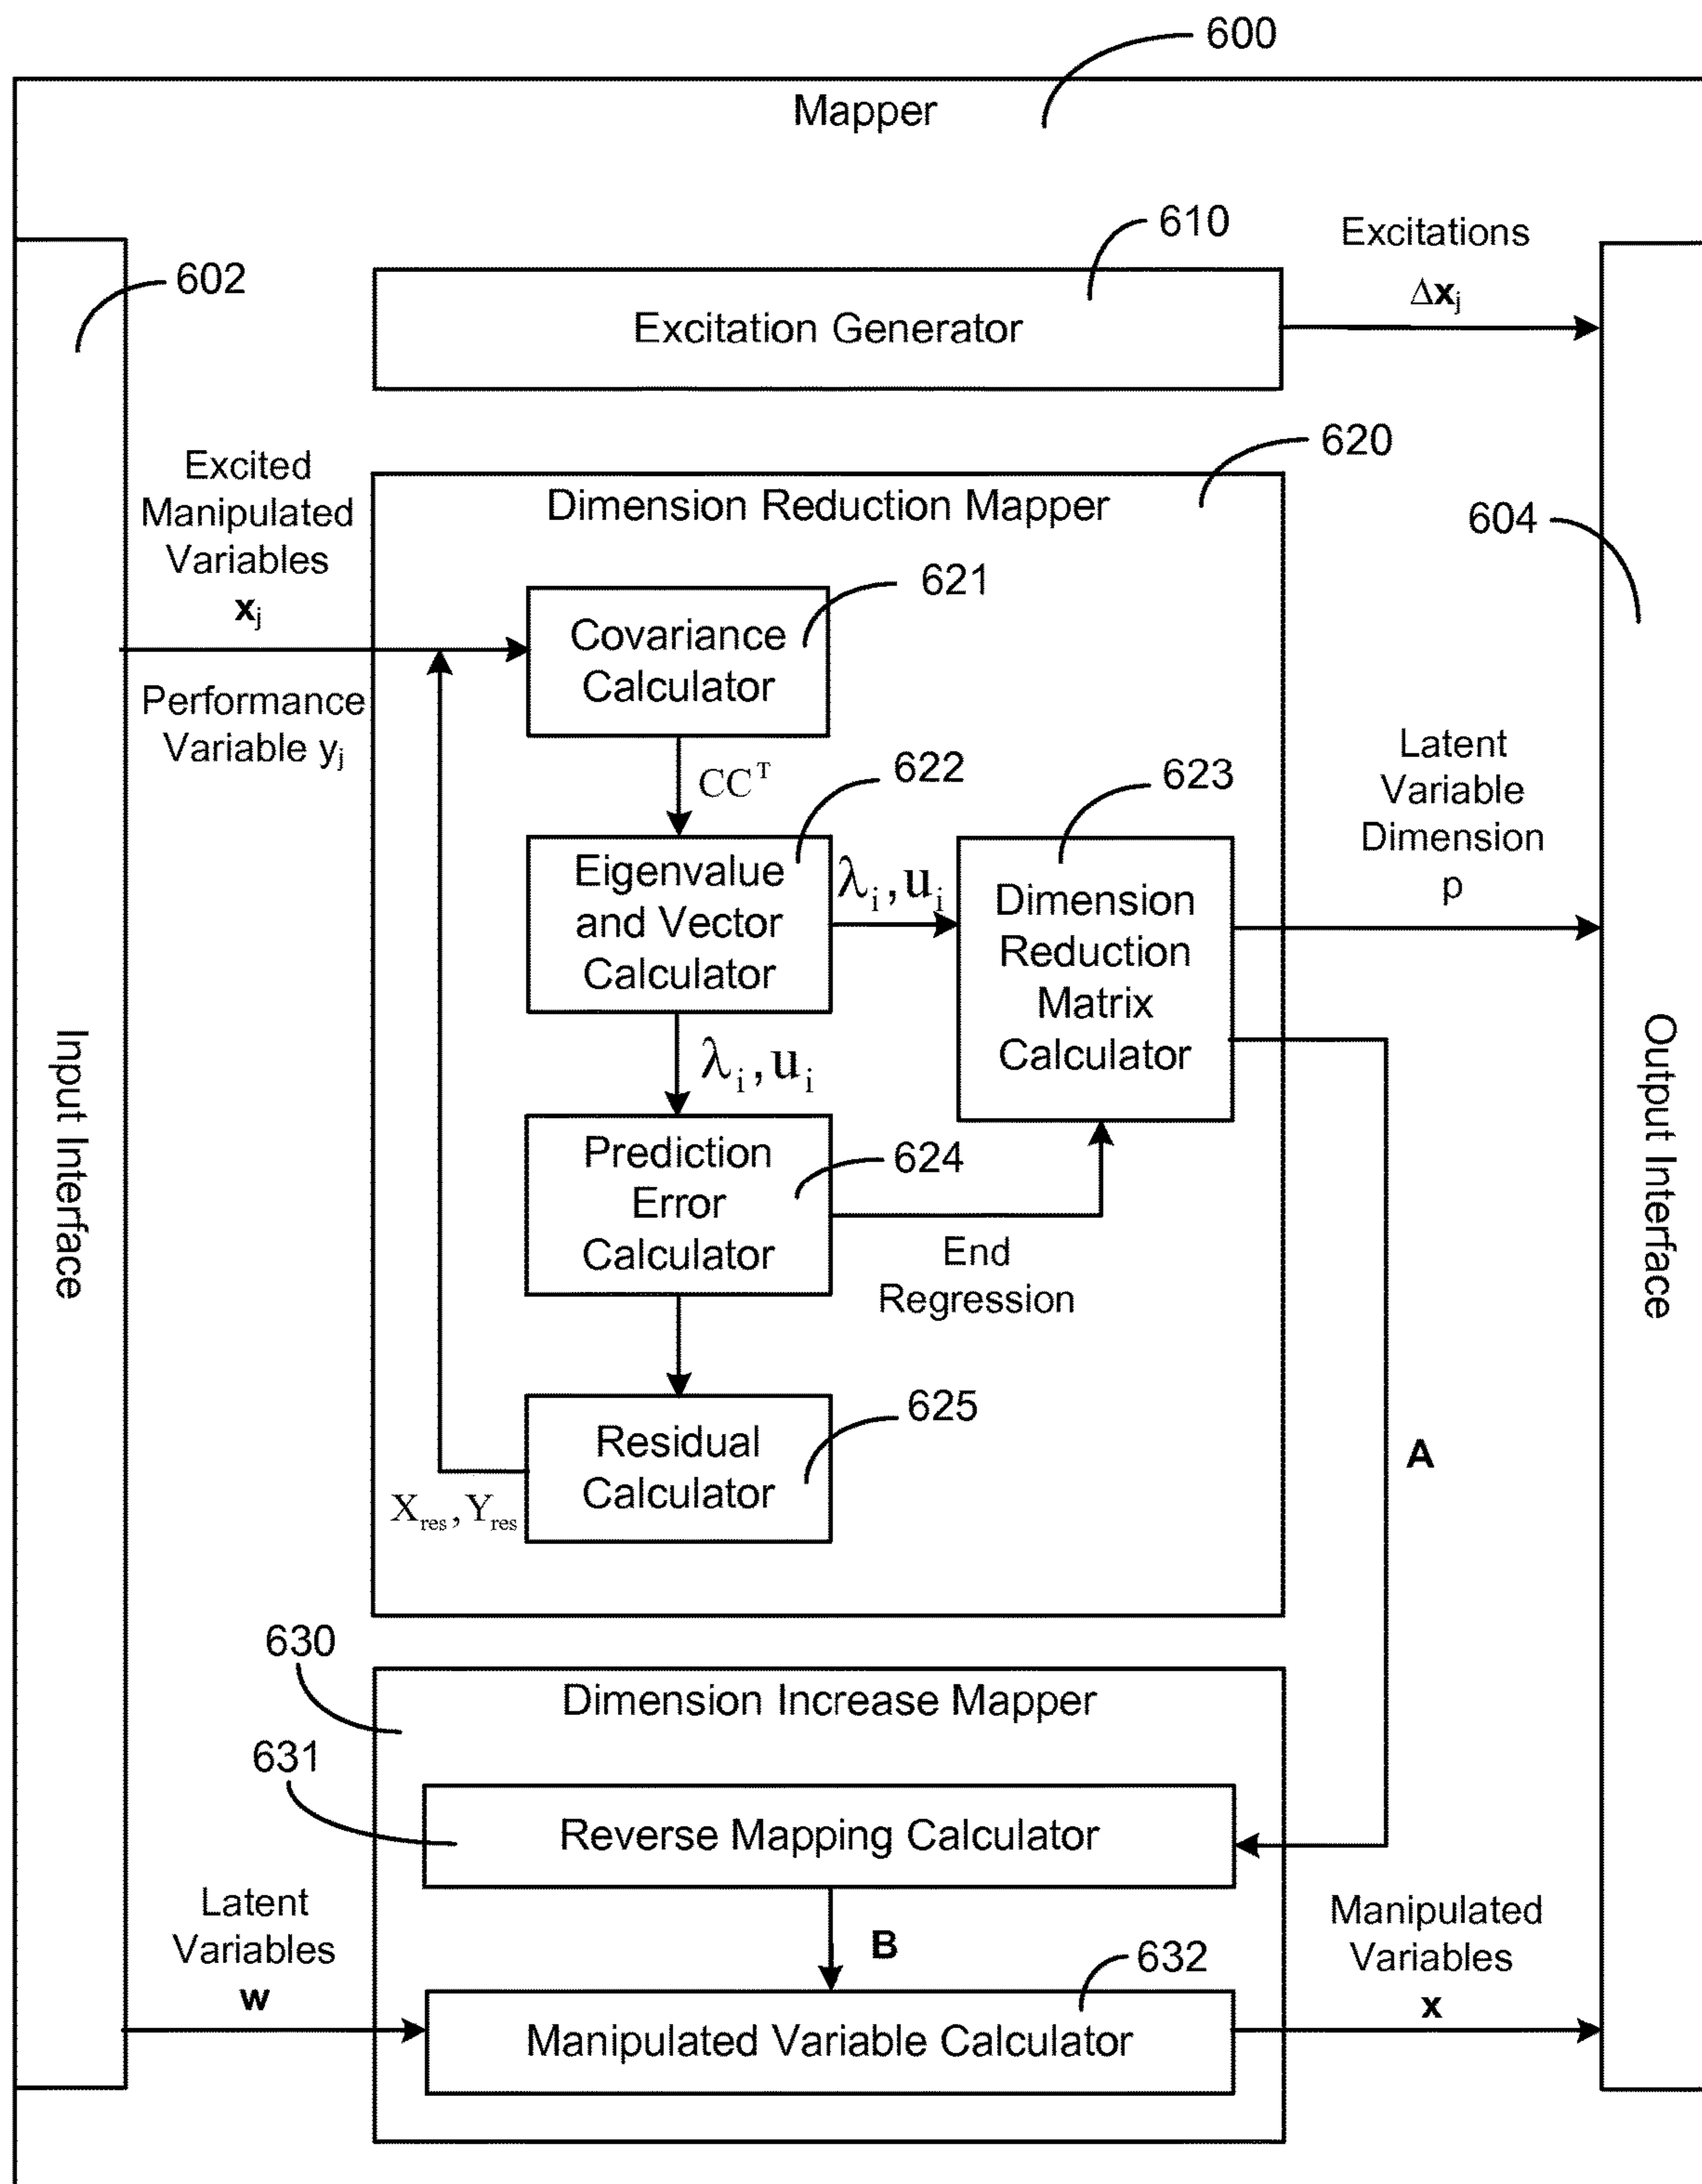 600
Mapper
610
Excitations
Δxⱼ
602
Excitation Generator
620
Excited
Manipulated
Variables
xⱼ
Dimension Reduction Mapper
604
621
Covariance
Calculator
Performance
Variable yⱼ
CCᵀ
622
623
Latent
Variable
Dimension
p
Eigenvalue
and Vector
Calculator
λᵢ,uᵢ
Dimension
Reduction
Matrix
Calculator
λᵢ,uᵢ
Input Interface
Output Interface
Prediction
Error
Calculator
624
End
Regression
625
Residual
Calculator
X_res, Y_res
A
630
Dimension Increase Mapper
631
Reverse Mapping Calculator
Latent
Variables
w
B
632
Manipulated
Variables
x
Manipulated Variable Calculator